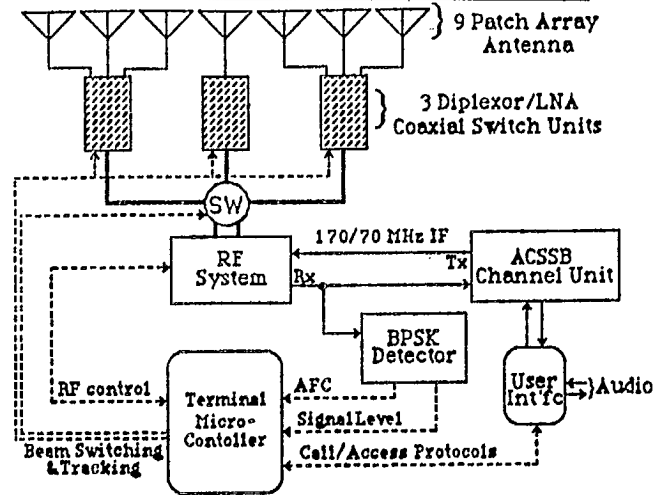 9 Patch Array
Antenna
3 Diplexor/LNA
Coaxial Switch Units
SW
170/70 MHz IF
RF
System
Rx
Tx
ACSSB
Channel Unit
BPSK
Detector
RF control
Terminal
Micro-
Contoller
AFC
Signal Level
User
Int'fc
Audio
Beam Switching
&Tracking
Call/Access Protocols